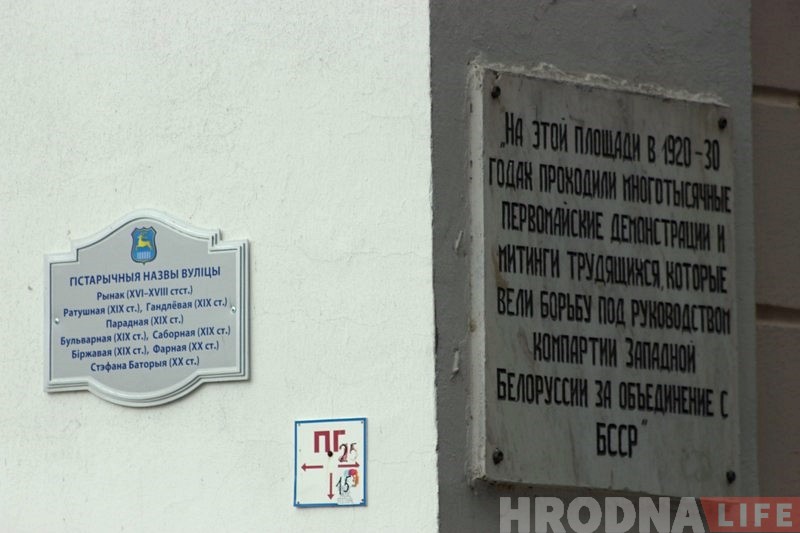 ГІСТАРЫЧНЫЯ НАЗВЫ ВУЛІЦЫ
Рынак (XVI–XVIII стст.)
Ратушная (XIX ст.), Гандлёвая (XIX ст.)
Парадная (XIX ст.)
Бульварная (XIX ст.), Саборная (XIX ст.)
Біржавая (XIX ст.), Фарная (XX ст.)
Стэфана Баторыя (XX ст.)
ПГ
25
15
„НА ЭТОЙ ПЛОЩАДИ В 1920-30
ГОДАХ ПРОХОДИЛИ МНОГОТЫСЯЧНЫЕ
ПЕРВОМАЙСКИЕ ДЕМОНСТРАЦИИ И
МИТИНГИ ТРУДЯЩИХСЯ, КОТОРЫЕ
ВЕЛИ БОРЬБУ ПОД РУКОВОДСТВОМ
КОМПАРТИИ ЗАПАДНОЙ
БЕЛОРУССИИ ЗА ОБЪЕДИНЕНИЕ С
БССР"
HRODNA LIFE